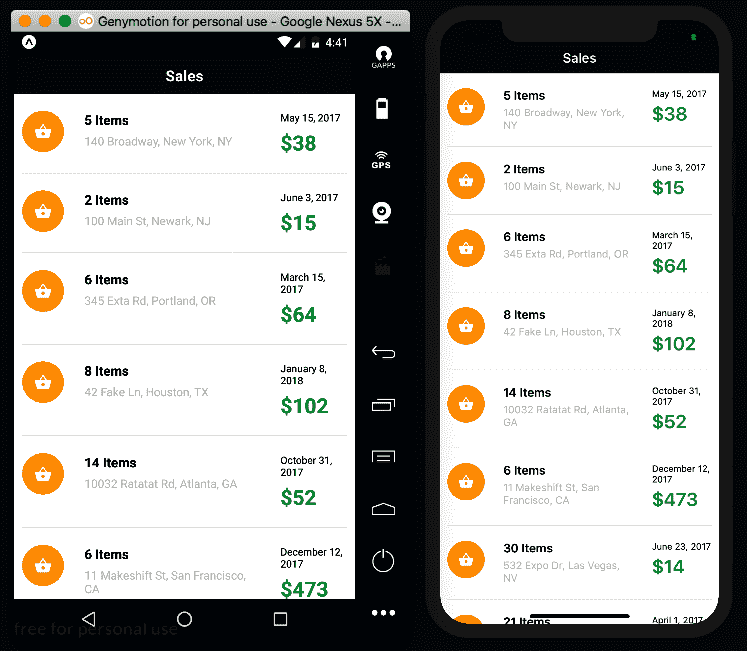 Genymotion for personal use - Google Nexus 5X -...
4:41
GAPPS
Sales
5 Items
May 15, 2017
140 Broadway, New York, NY
$38
GPS
2 Items
June 3, 2017
100 Main St, Newark, NJ
$15
6 Items
March 15,
2017
345 Exta Rd, Portland, OR
$64
8 Items
January 8,
2018
42 Fake Ln, Houston, TX
$102
14 Items
October 31,
2017
10032 Ratatat Rd, Atlanta, GA
$52
6 Items
December 12,
2017
11 Makeshift St, San Francisco,
CA
$473
free for personal use
Sales
5 Items
May 15, 2017
140 Broadway, New York,
NY
$38
2 Items
June 3, 2017
100 Main St, Newark, NJ
$15
6 Items
March 15,
2017
345 Exta Rd, Portland, OR
$64
8 Items
January 8,
2018
42 Fake Ln, Houston, TX
$102
14 Items
October 31,
2017
10032 Ratatat Rd, Atlanta,
GA
$52
6 Items
December 12,
2017
11 Makeshift St, San
Francisco, CA
$473
30 Items
June 23, 2017
532 Expo Dr, Las Vegas,
NV
$14
21 Items
April 1, 2017